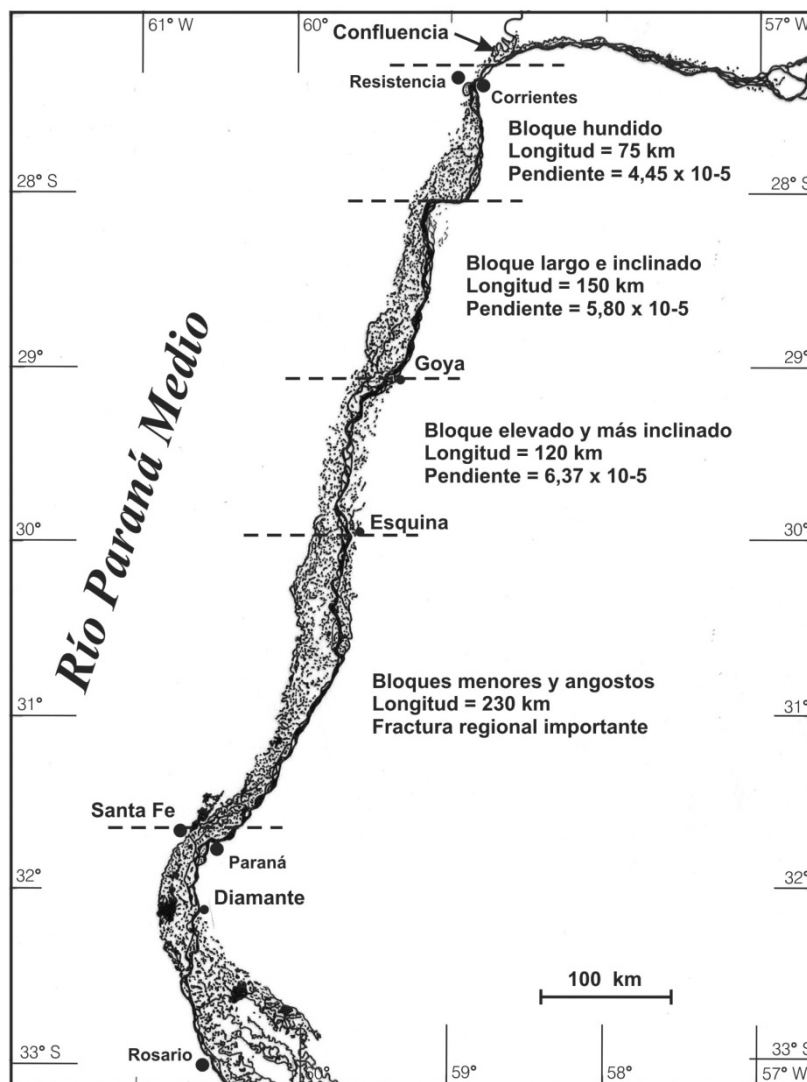 61° W
60°
57° W
Confluencia
Resistencia
Corrientes
Bloque hundido
Longitud = 75 km
Pendiente = 4,45 x 10-5
28° S
28° S
Bloque largo e inclinado
Longitud = 150 km
Pendiente = 5,80 x 10-5
Río Paraná Medio
29°
29°
Goya
Bloque elevado y más inclinado
Longitud = 120 km
Pendiente = 6,37 x 10-5
Esquina
30°
30°
Bloques menores y angostos
Longitud = 230 km
Fractura regional importante
31°
31°
Santa Fe
Paraná
32°
32°
Diamante
100 km
Rosario
33° S
33° S
60°
59°
58°
57° W